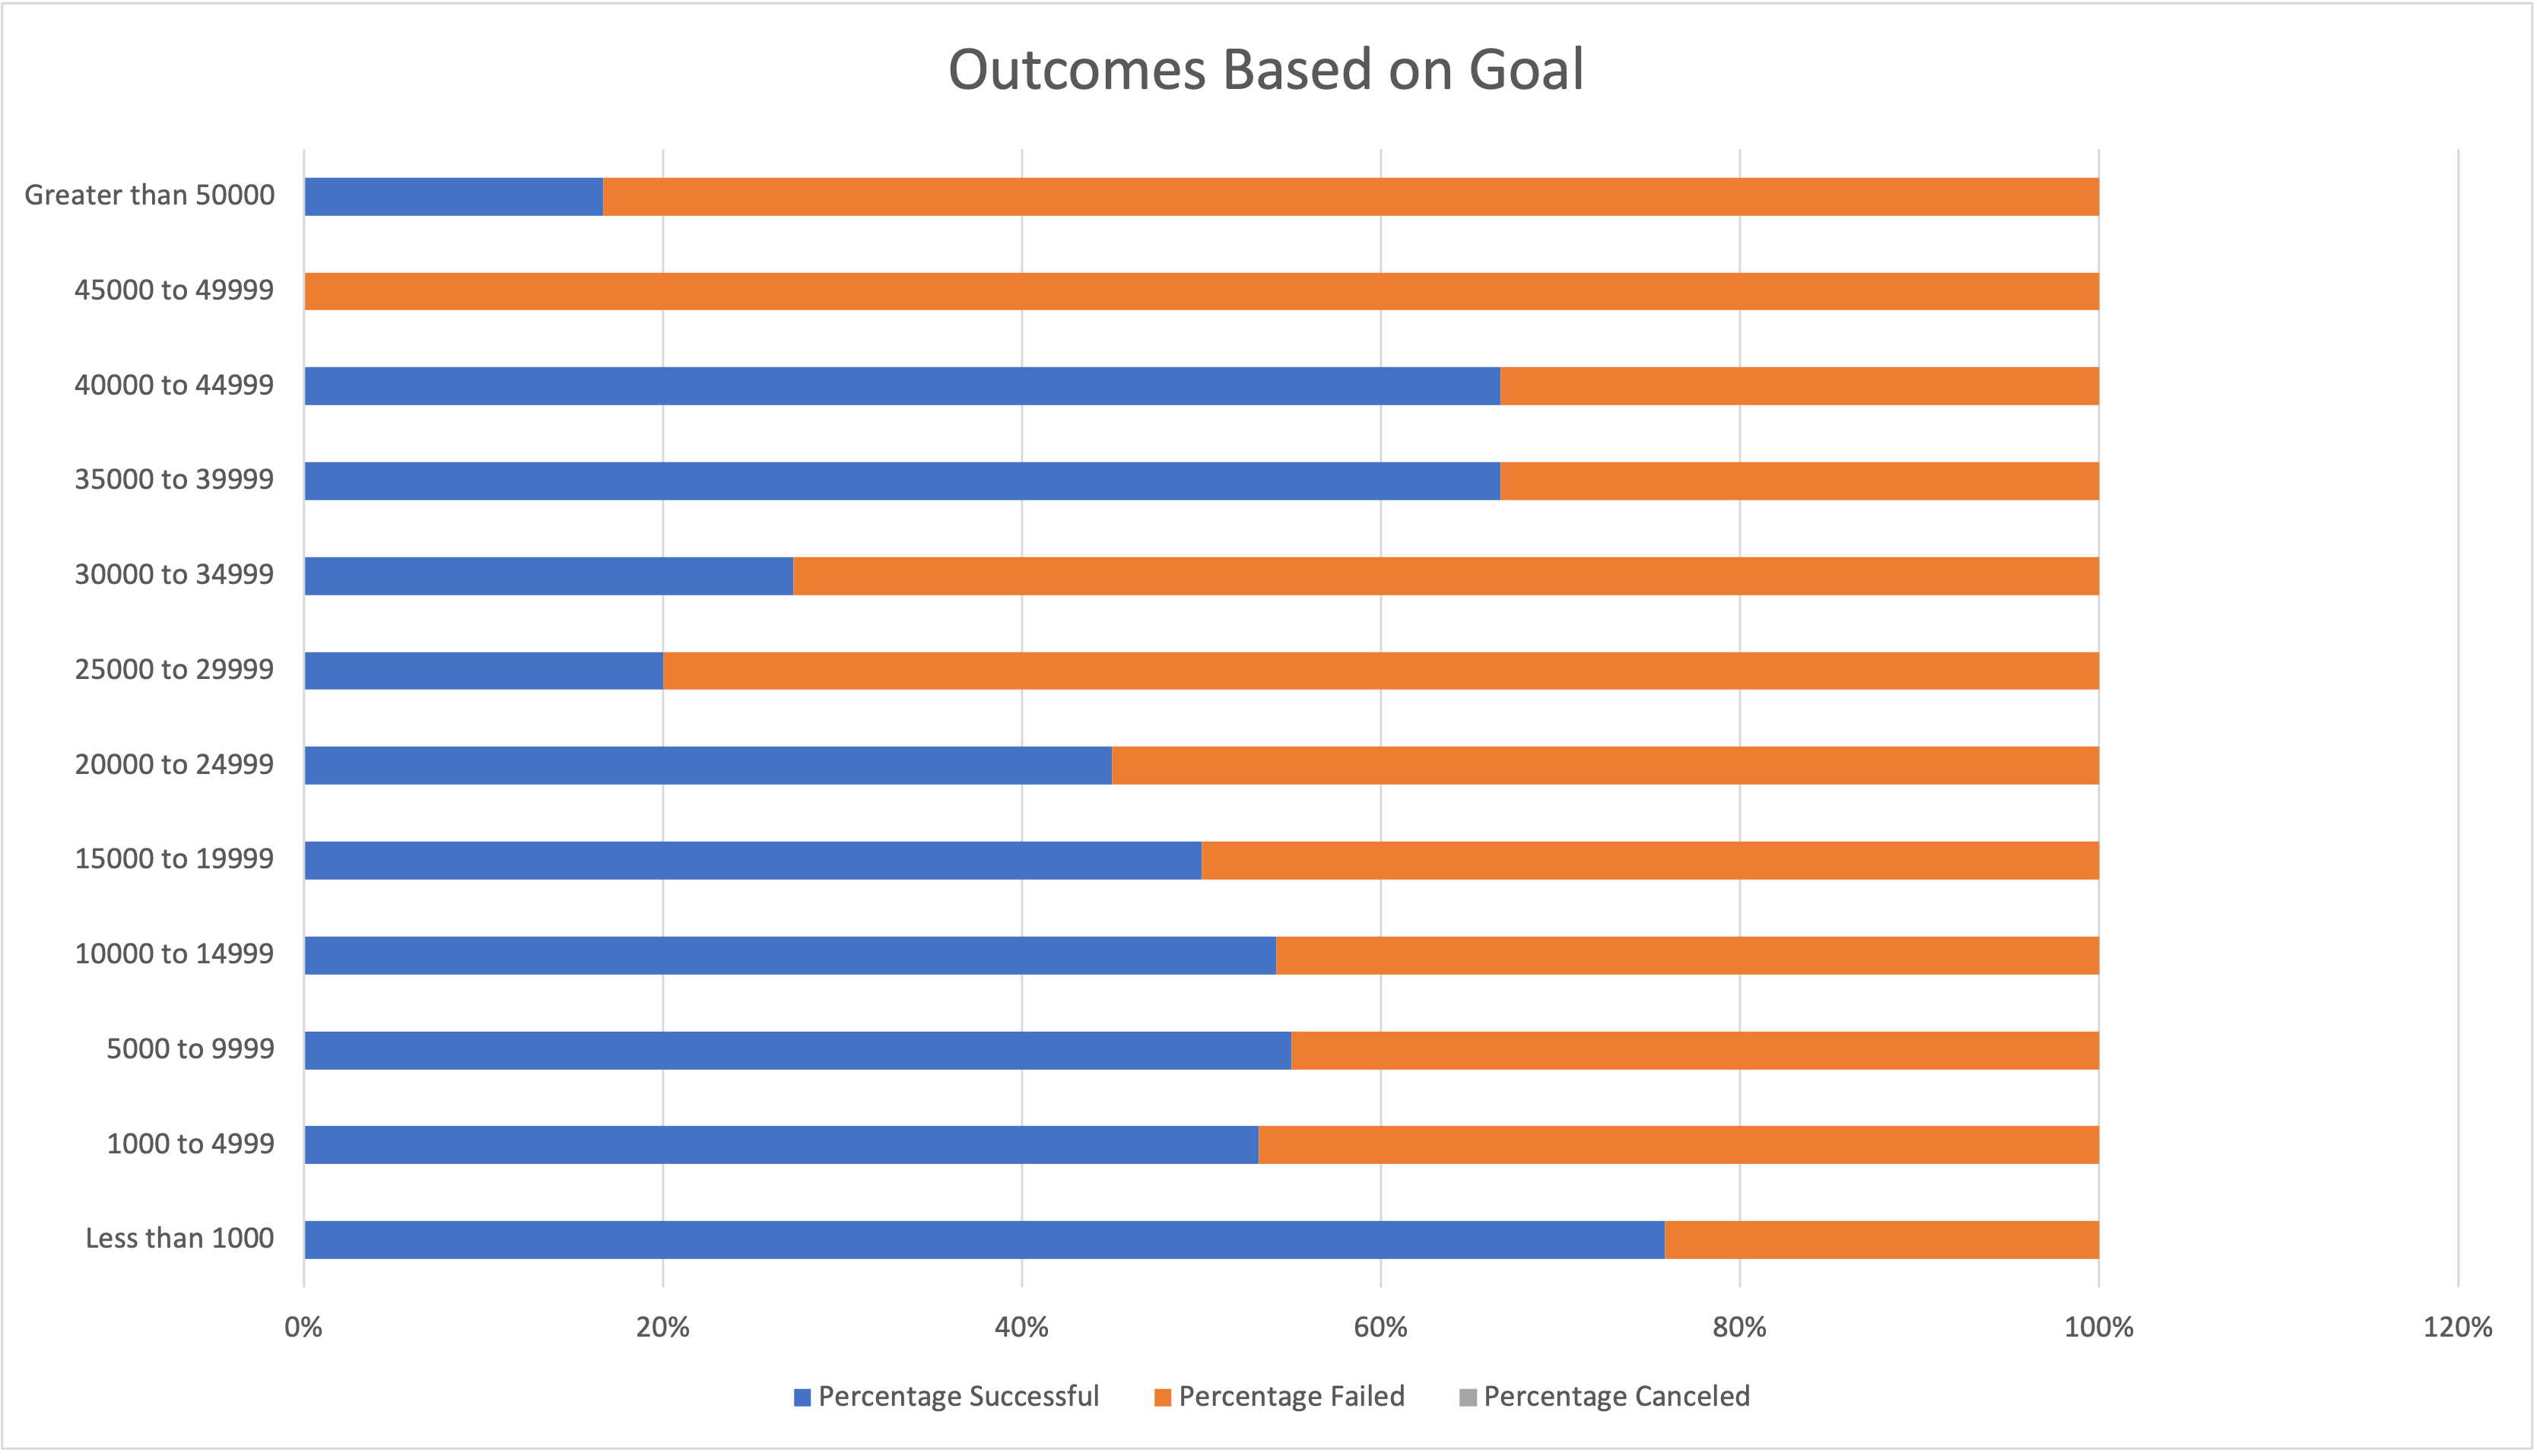 Outcomes Based on Goal
Greater than 50000
45000 to 49999
40000 to 44999
35000 to 39999
30000 to 34999
25000 to 29999
20000 to 24999
15000 to 19999
10000 to 14999
5000 to 9999
1000 to 4999
Less than 1000
0% 20% 40% 60% 80% 100% 120%
Percentage Successful Percentage Failed Percentage Canceled